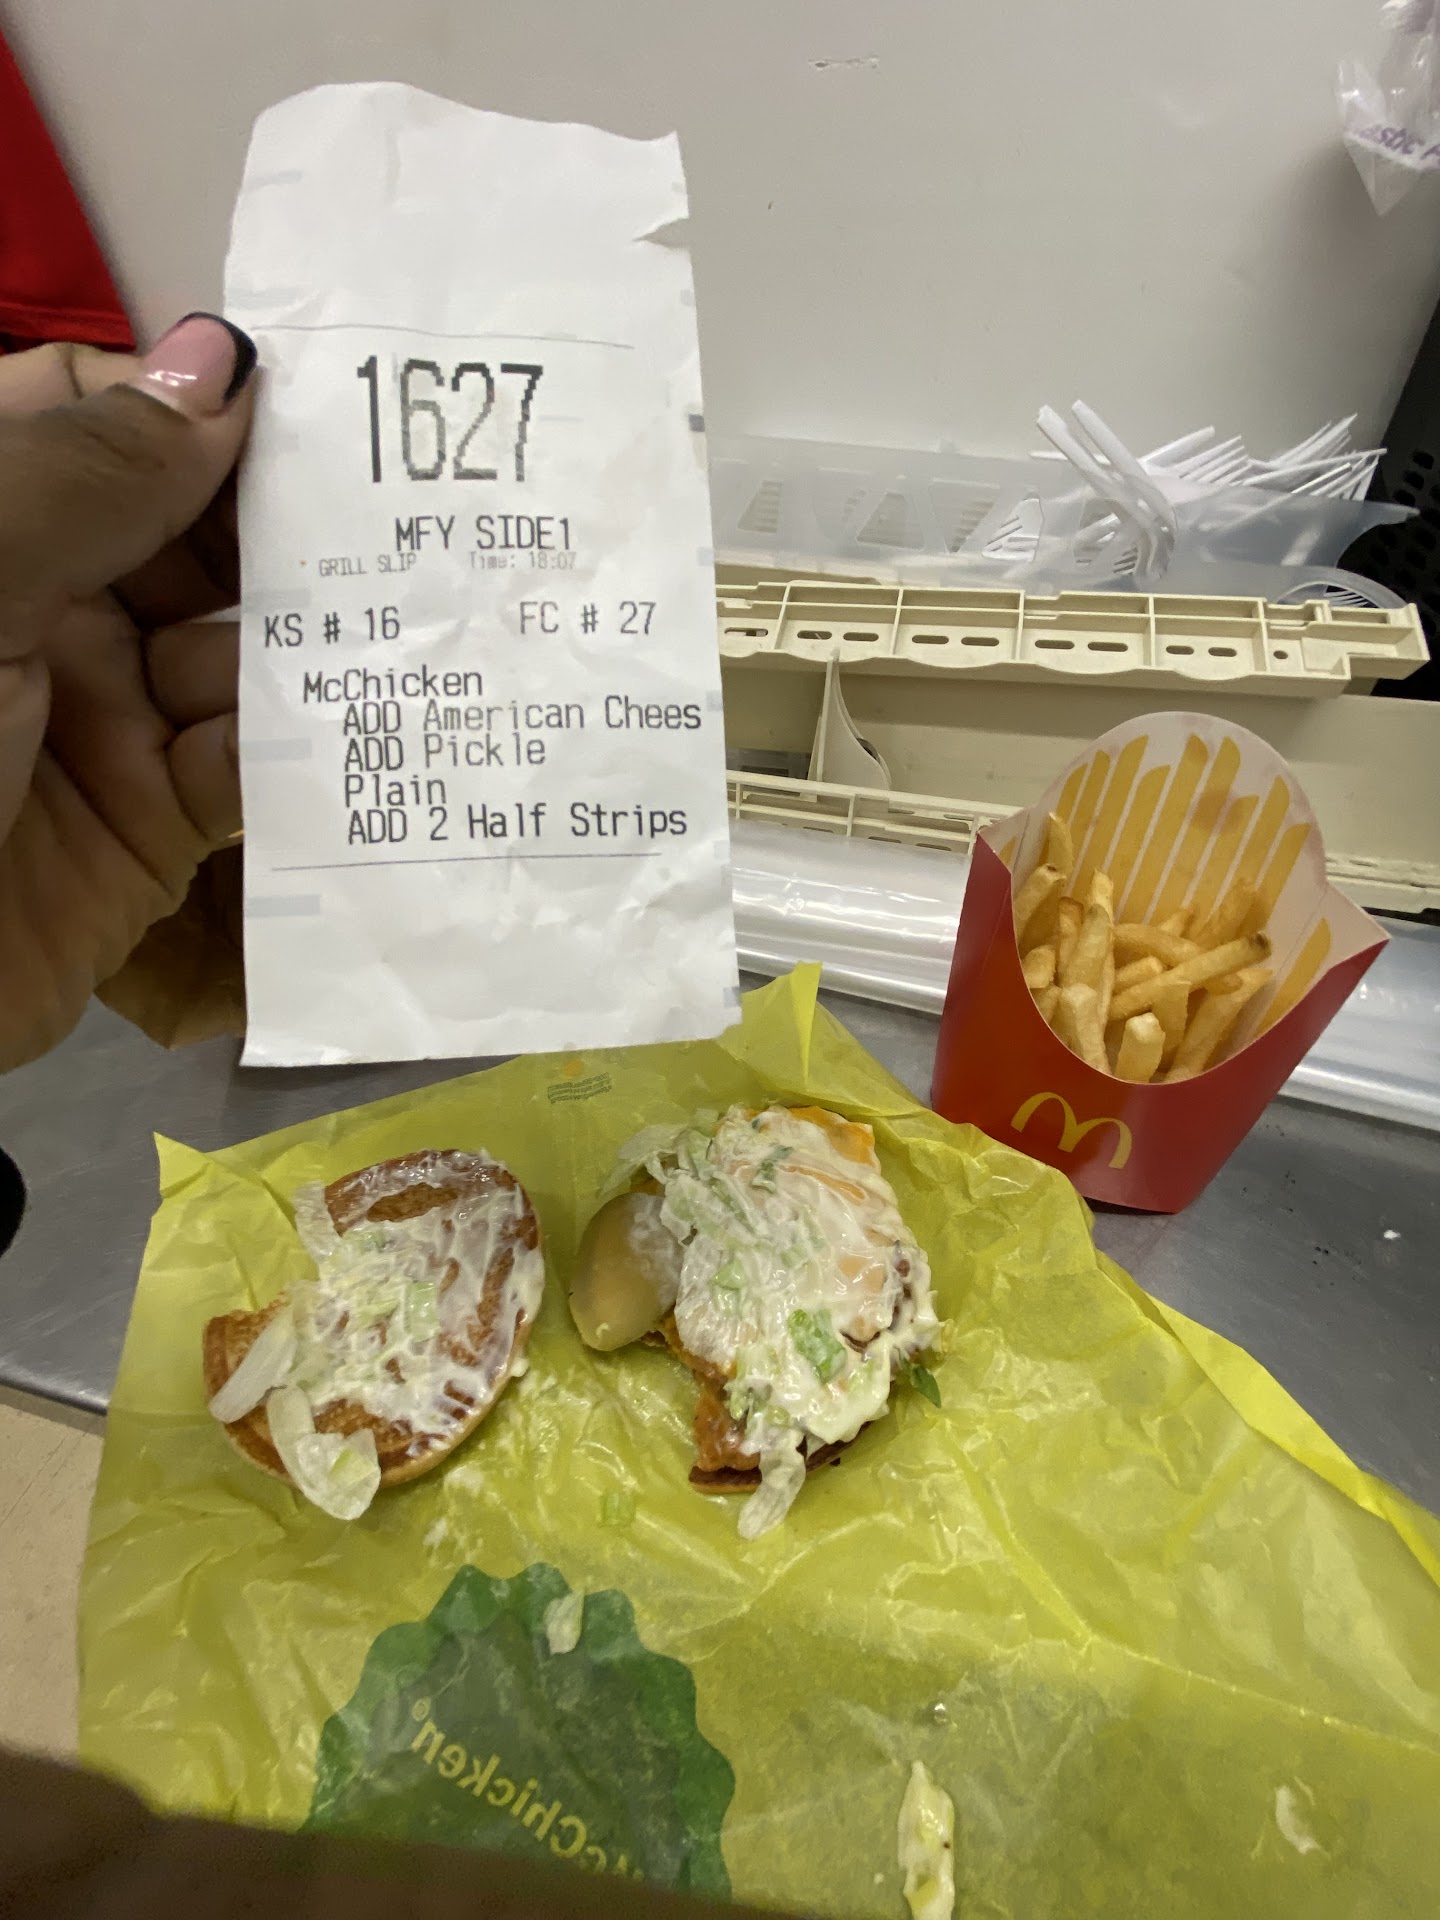 1627
MFY SIDE1
GRILL SLIP Time: 18:07
KS # 16 FC # 27
McChicken
ADD American Chees
ADD Pickle
Plain
ADD 2 Half Strips
McChicken®